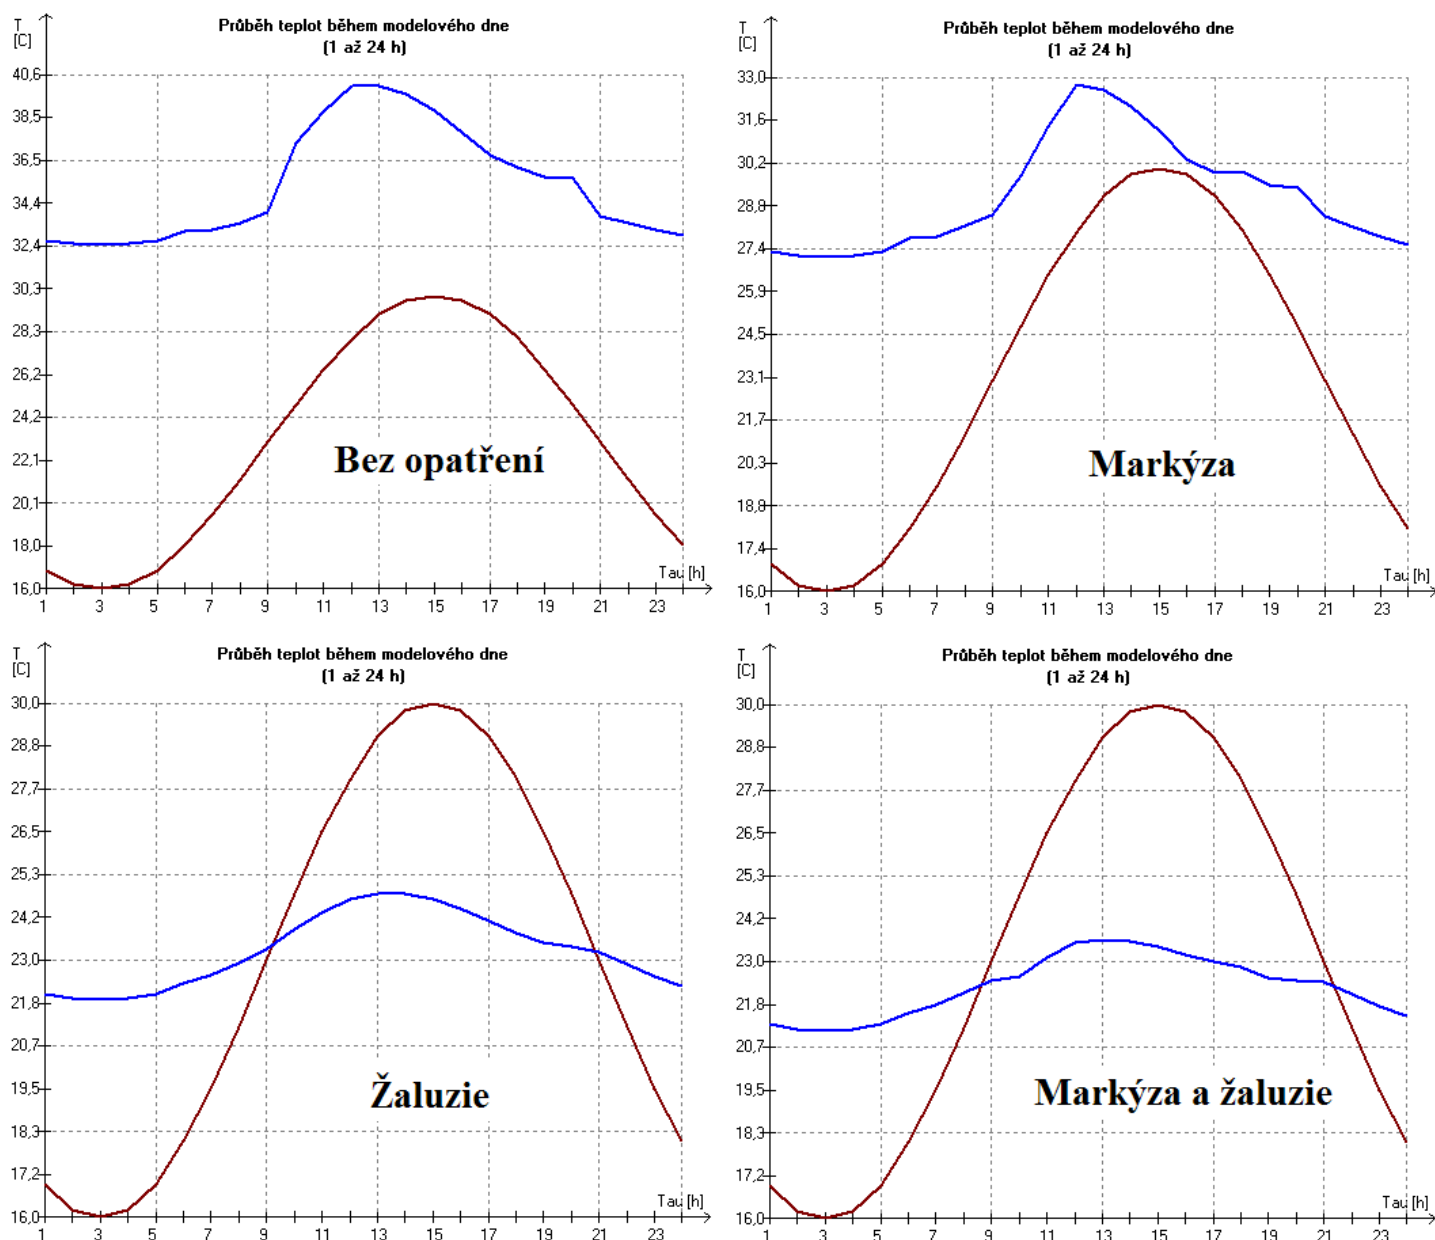 T
[C]
Průběh teplot během modelového dne
(1 až 24 h)
40,6
38,5
36,5
34,4
32,4
30,3
28,3
26,2
24,2
22,1
20,1
18,0
16,0
Bez opatření
Tau [h]
1 3 5 7 9 11 13 15 17 19 21 23
T
[C]
Průběh teplot během modelového dne
(1 až 24 h)
33,0
31,6
30,2
28,8
27,4
25,9
24,5
23,1
21,7
20,3
18,8
17,4
16,0
Markýza
Tau [h]
1 3 5 7 9 11 13 15 17 19 21 23
T
[C]
Průběh teplot během modelového dne
(1 až 24 h)
30,0
28,8
27,7
26,5
25,3
24,2
23,0
21,8
20,7
19,5
18,3
17,2
16,0
Žaluzie
Tau [h]
1 3 5 7 9 11 13 15 17 19 21 23
T
[C]
Průběh teplot během modelového dne
(1 až 24 h)
30,0
28,8
27,7
26,5
25,3
24,2
23,0
21,8
20,7
19,5
18,3
17,2
16,0
Markýza a žaluzie
Tau [h]
1 3 5 7 9 11 13 15 17 19 21 23